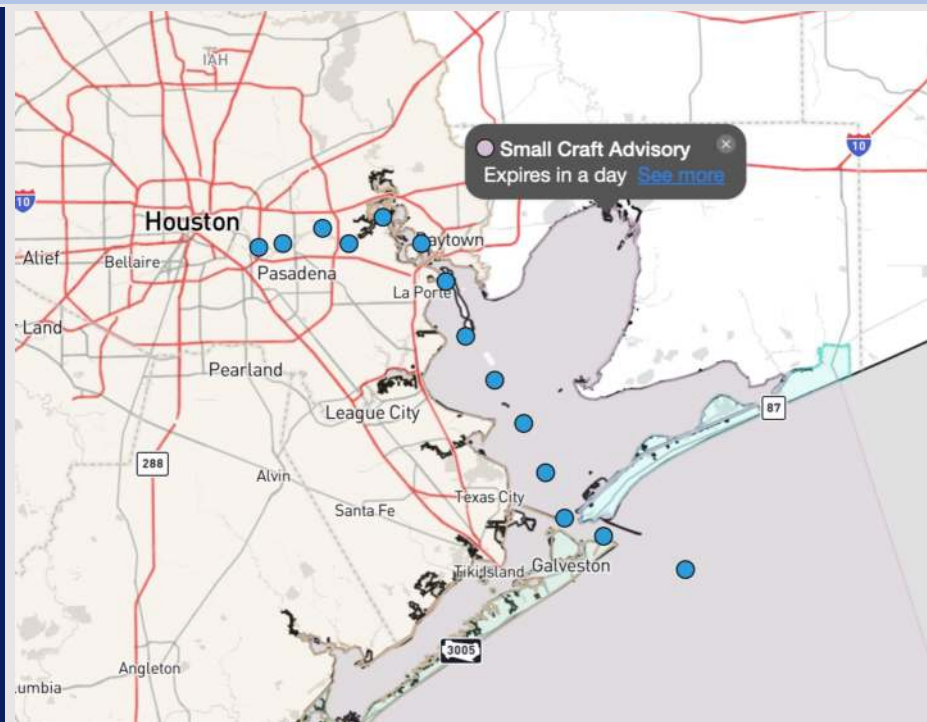 IAH
Small Craft Advisory
Expires in a day See more
10
10
Houston
Baytown
Alief
Bellaire
Pasadena
La Porte
r Land
Pearland
League City
87
288
Alvin
Texas City
Santa Fe
Tiki Island
Galveston
3005
Angleton
umbia